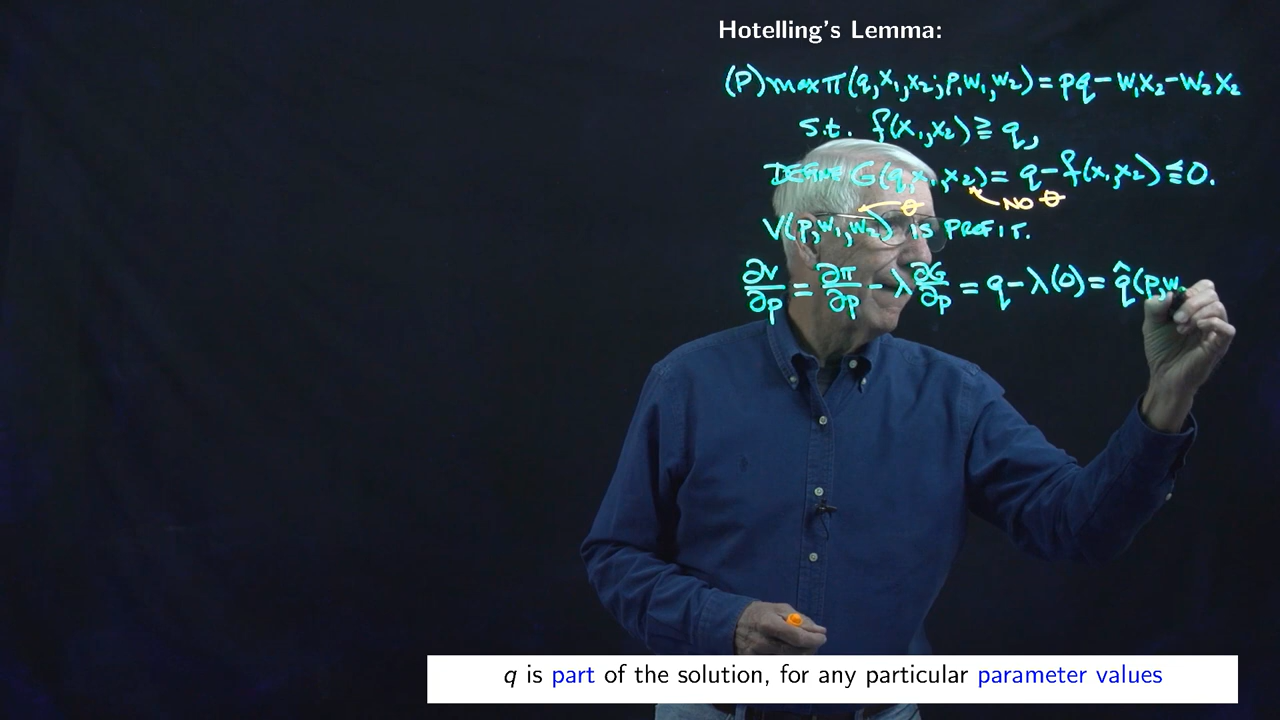 Hotelling's Lemma:
(P) max π(q,x₁,x₂;p,w₁,w₂) = pq − w₁x₂ − w₂x₂
s.t. f(x₁,x₂) ≧ q,
DEFINE G(q,x₁,x₂) = q − f(x₁,x₂) ≦ 0.
θ NO θ
V(p,w₁,w₂) IS PROFIT.
∂V/∂p = ∂π/∂p − λ ∂G/∂p = q − λ(0) = q̂(p,w
q is part of the solution, for any particular parameter values